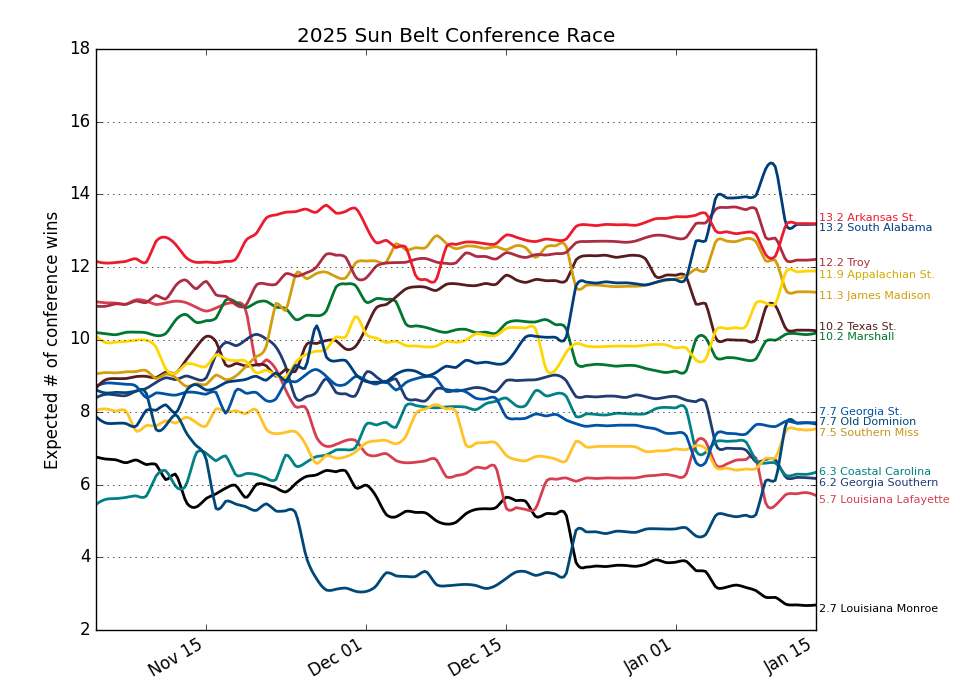 2025 Sun Belt Conference Race
Expected # of conference wins
18
16
14
12
10
8
6
4
2
Nov 15
Dec 01
Dec 15
Jan 01
Jan 15
13.2 Arkansas St.
13.2 South Alabama
12.2 Troy
11.9 Appalachian St.
11.3 James Madison
10.2 Texas St.
10.2 Marshall
7.7 Georgia St.
7.7 Old Dominion
7.5 Southern Miss
6.3 Coastal Carolina
6.2 Georgia Southern
5.7 Louisiana Lafayette
2.7 Louisiana Monroe